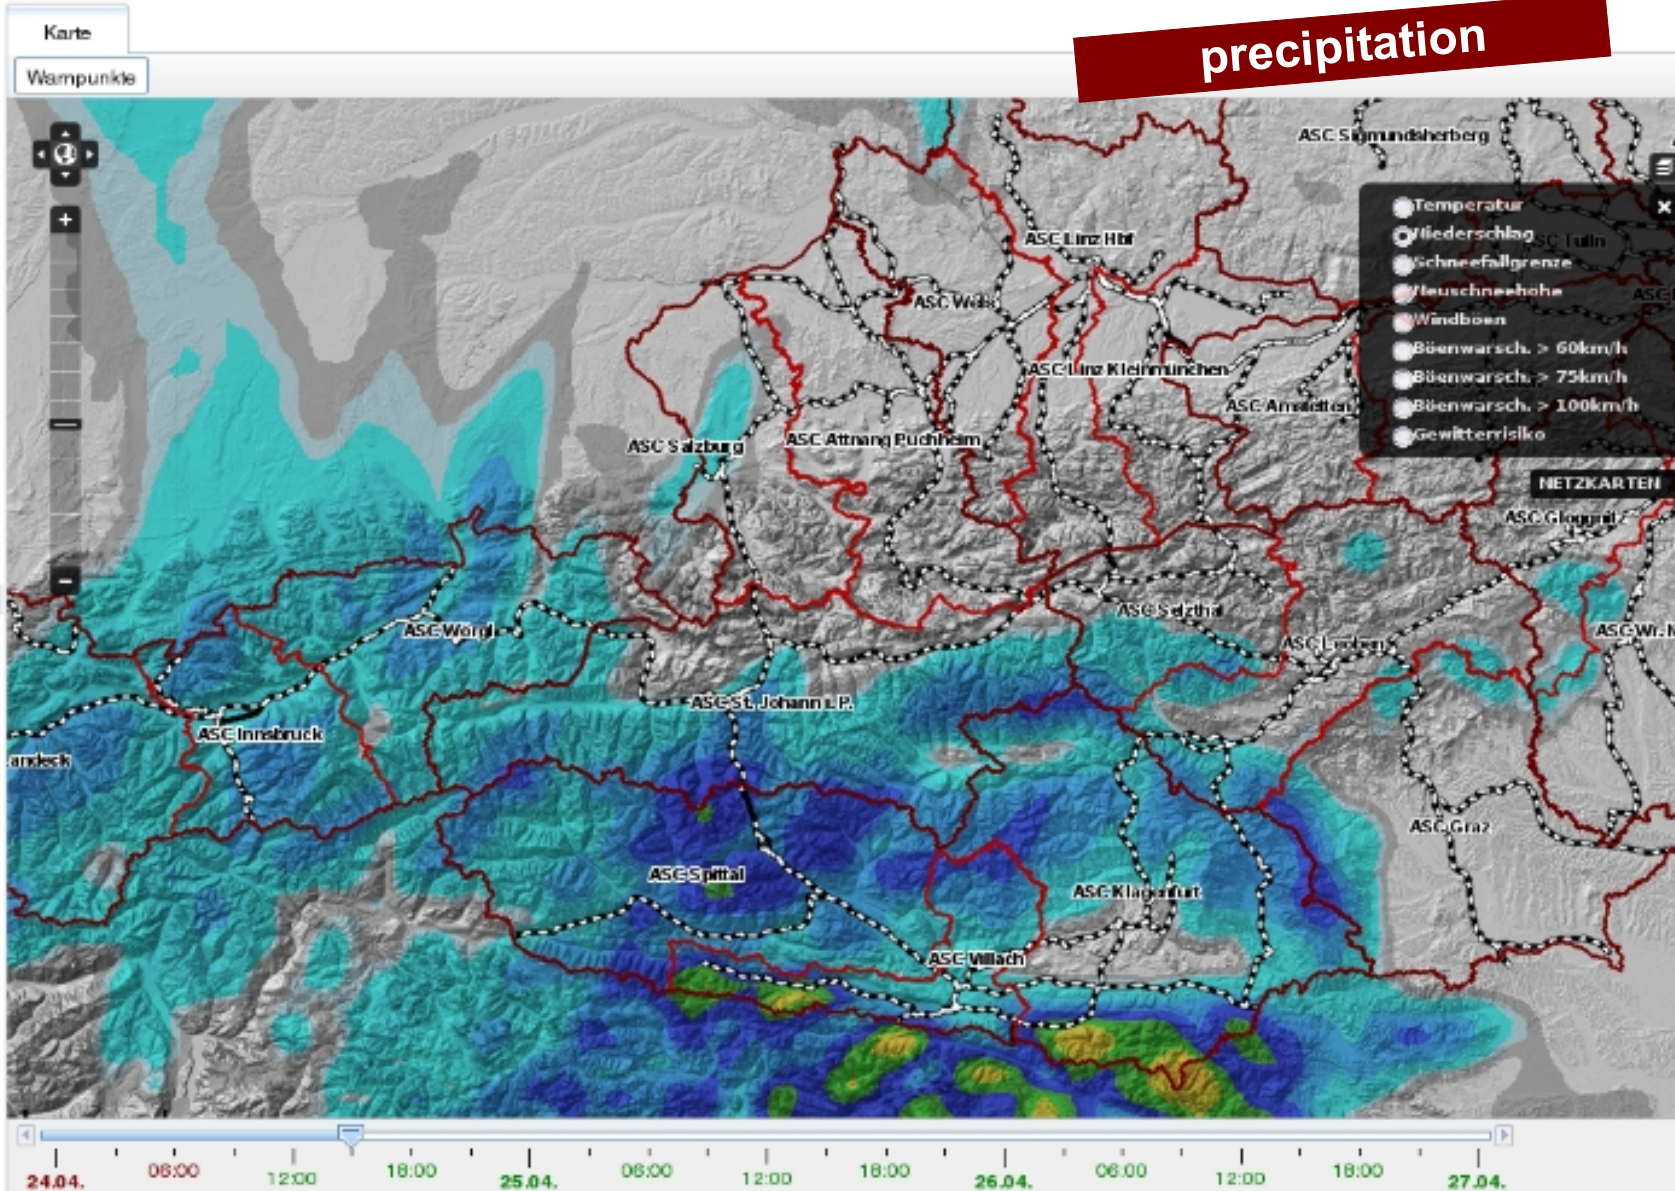 Karte
precipitation
Warnpunkte
ASC Sigmundsherberg
Temperatur
ASC Linz Hbf
Niederschlag
ASC Tulln
Schneefallgrenze
Neuschneehöhe
ASC Wels
Windböen
Böenwarsch. > 60km/h
ASC Linz Kleinmünchen
Böenwarsch. > 75km/h
ASC Amstetten
Böenwarsch. > 100km/h
Gewitterrisiko
ASC Salzburg
ASC Attnang Puchheim
NETZKARTEN
ASC Gloggnitz
ASC Selzthal
ASC Wörgl
ASC Wr. N
ASC Leoben
ASC St. Johann i. P.
ASC Innsbruck
andeck
ASC Graz
ASC Spittal
ASC Klagenfurt
ASC Villach
24.04. 06:00 12:00 18:00 25.04. 06:00 12:00 18:00 26.04. 06:00 12:00 18:00 27.04.